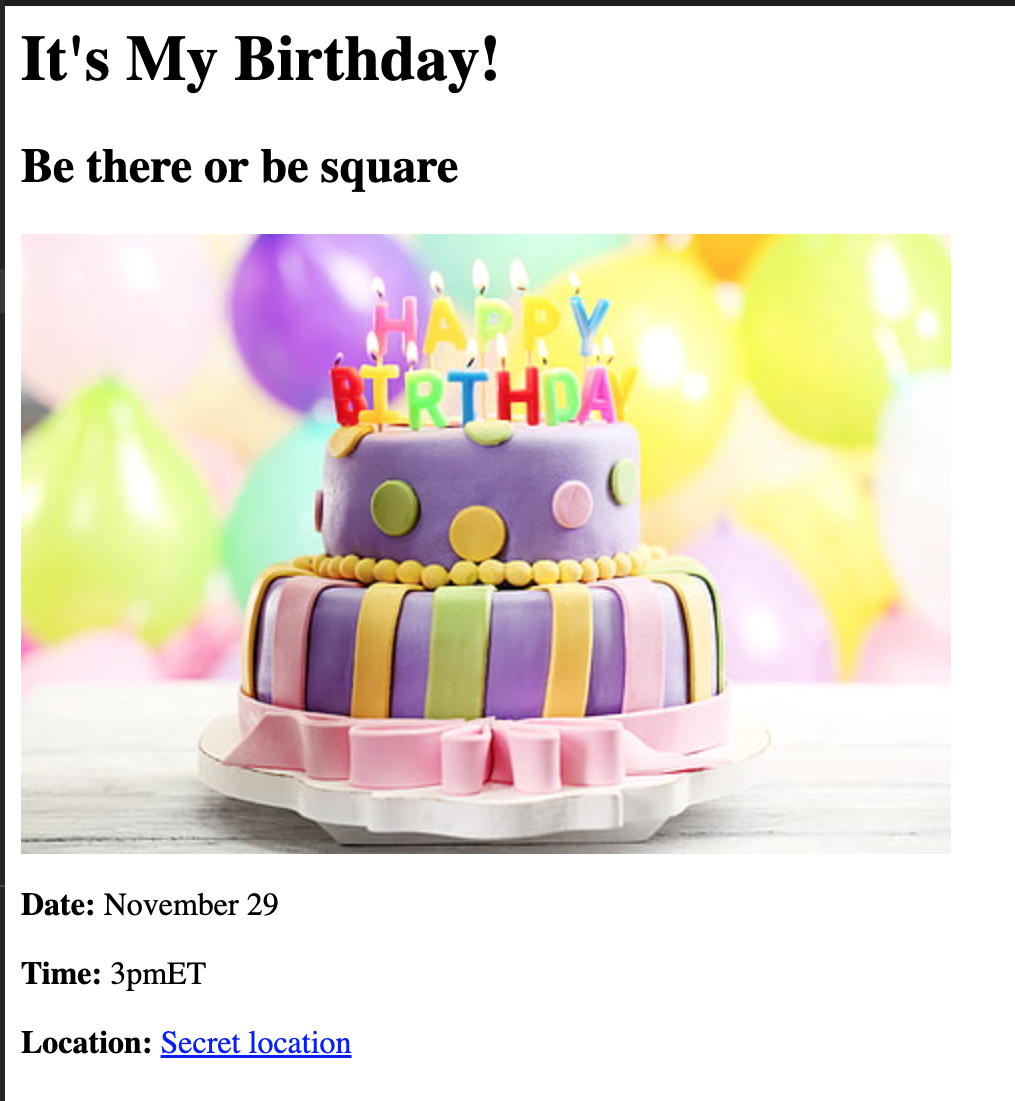 It's My Birthday!
Be there or be square
HAPPY
BIRTHDAY
Date: November 29
Time: 3pmET
Location: Secret location